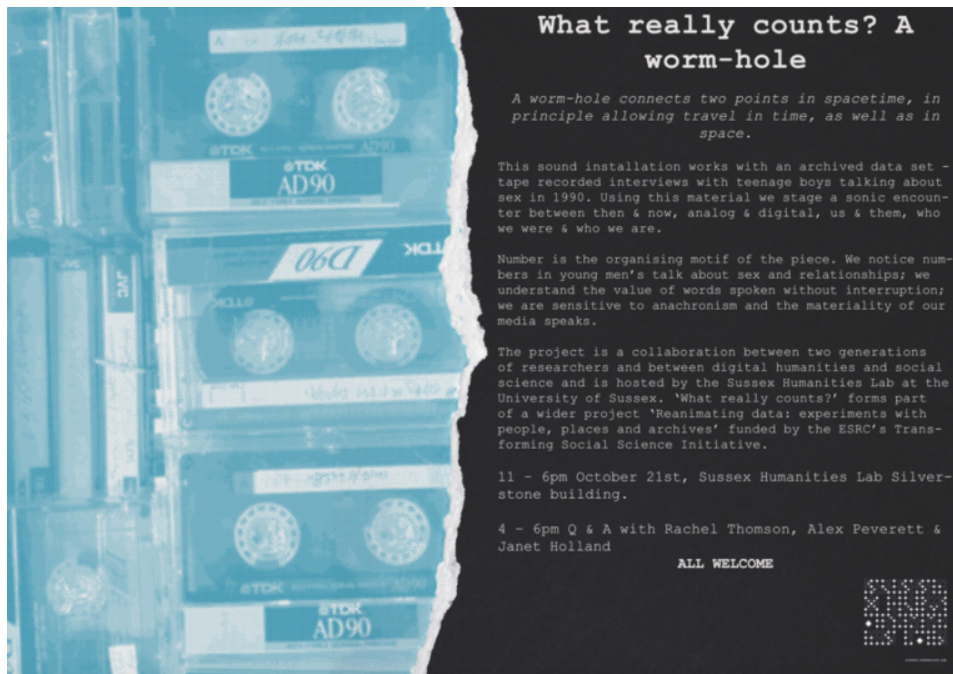 What really counts? A
worm-hole
A worm-hole connects two points in spacetime, in
principle allowing travel in time, as well as in
space.
This sound installation works with an archived data set -
tape recorded interviews with teenage boys talking about
sex in 1990. Using this material we stage a sonic encoun-
ter between then & now, analog & digital, us & them, who
we were & who we are.
Number is the organising motif of the piece. We notice num-
bers in young men's talk about sex and relationships; we
understand the value of words spoken without interruption;
we are sensitive to anachronism and the materiality of our
media speaks.
The project is a collaboration between two generations
of researchers and between digital humanities and social
science and is hosted by the Sussex Humanities Lab at the
University of Sussex. ‘What really counts?’ forms part
of a wider project ‘Reanimating data: experiments with
people, places and archives’ funded by the ESRC's Trans-
forming Social Science Initiative.
11 – 6pm October 21st, Sussex Humanities Lab Silver-
stone building.
4 – 6pm Q & A with Rachel Thomson, Alex Peverett &
Janet Holland
ALL WELCOME
A
TDK
AD90
TDK
AD90
D90
TDK
JVC
TDK
TDK
AD90
TDK
AD90